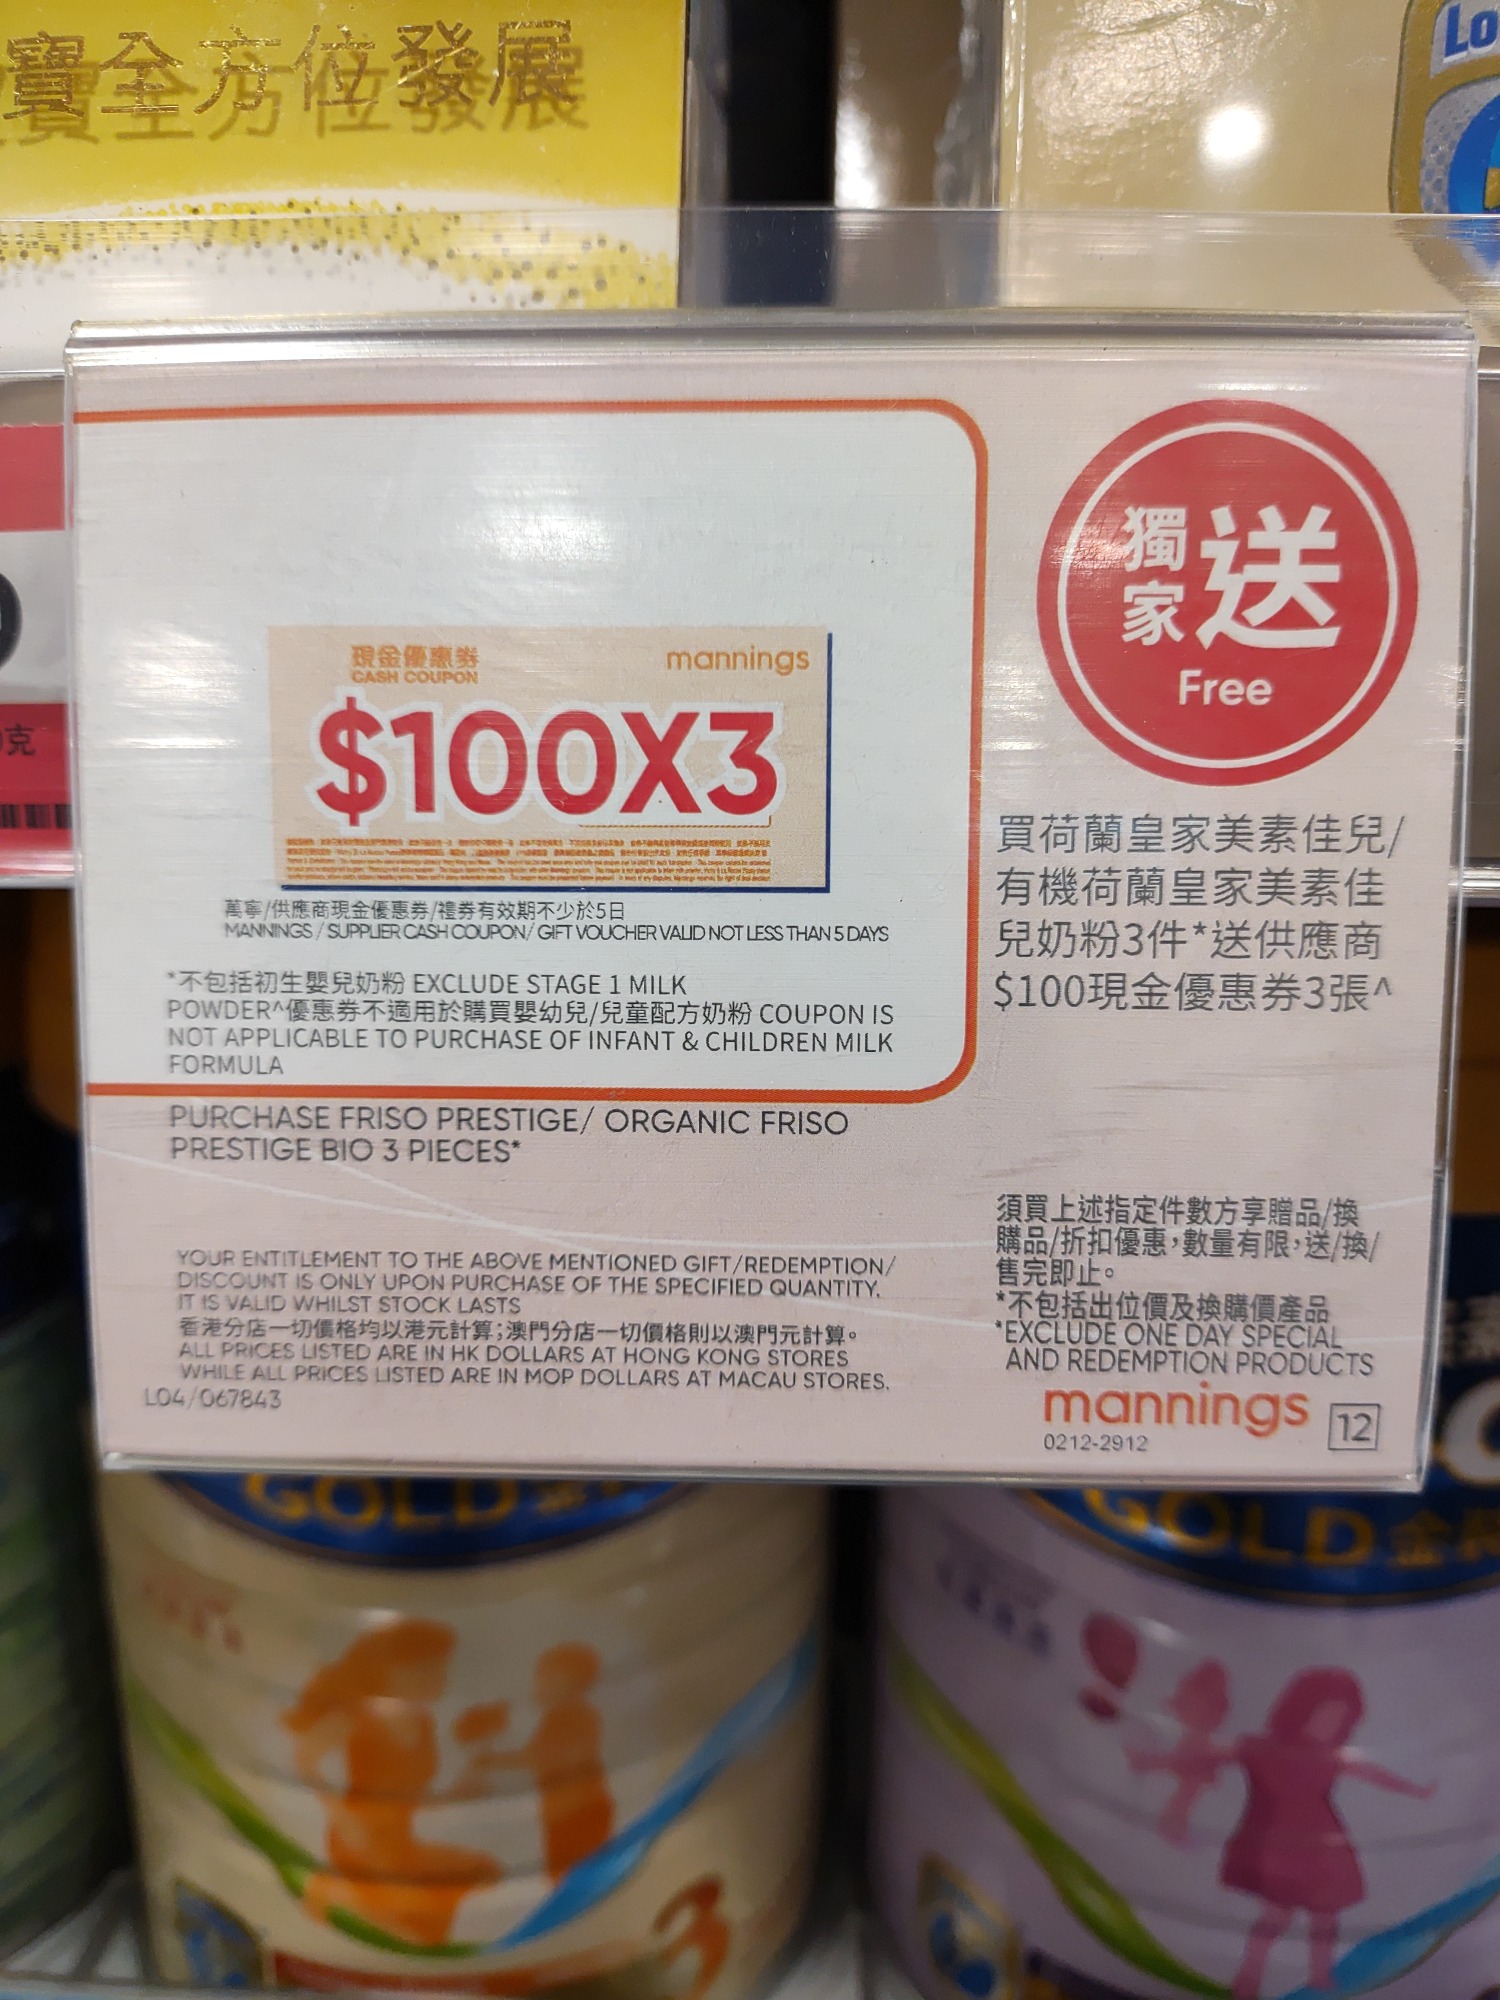 寶全方位發展
Lo
獨家送
Free
現金優惠券
CASH COUPON
mannings
$100X3
萬寧/供應商現金優惠券/禮券有效期不少於5日
MANNINGS / SUPPLIER CASH COUPON/ GIFT VOUCHER VALID NOT LESS THAN 5 DAYS
*不包括初生嬰兒奶粉 EXCLUDE STAGE 1 MILK
POWDER^優惠券不適用於購買嬰幼兒/兒童配方奶粉 COUPON IS
NOT APPLICABLE TO PURCHASE OF INFANT & CHILDREN MILK
FORMULA
買荷蘭皇家美素佳兒/
有機荷蘭皇家美素佳
兒奶粉3件*送供應商
$100現金優惠券3張^
PURCHASE FRISO PRESTIGE/ ORGANIC FRISO
PRESTIGE BIO 3 PIECES*
YOUR ENTITLEMENT TO THE ABOVE MENTIONED GIFT/REDEMPTION/
DISCOUNT IS ONLY UPON PURCHASE OF THE SPECIFIED QUANTITY.
IT IS VALID WHILST STOCK LASTS
香港分店一切價格均以港元計算;澳門分店一切價格則以澳門元計算。
ALL PRICES LISTED ARE IN HK DOLLARS AT HONG KONG STORES
WHILE ALL PRICES LISTED ARE IN MOP DOLLARS AT MACAU STORES.
L04/067843
須買上述指定件數方享贈品/換
購品/折扣優惠,數量有限,送/換/
售完即止。
*不包括出位價及換購價產品
*EXCLUDE ONE DAY SPECIAL
AND REDEMPTION PRODUCTS
mannings 12
0212-2912
克
GOLD
GOLD 金
3